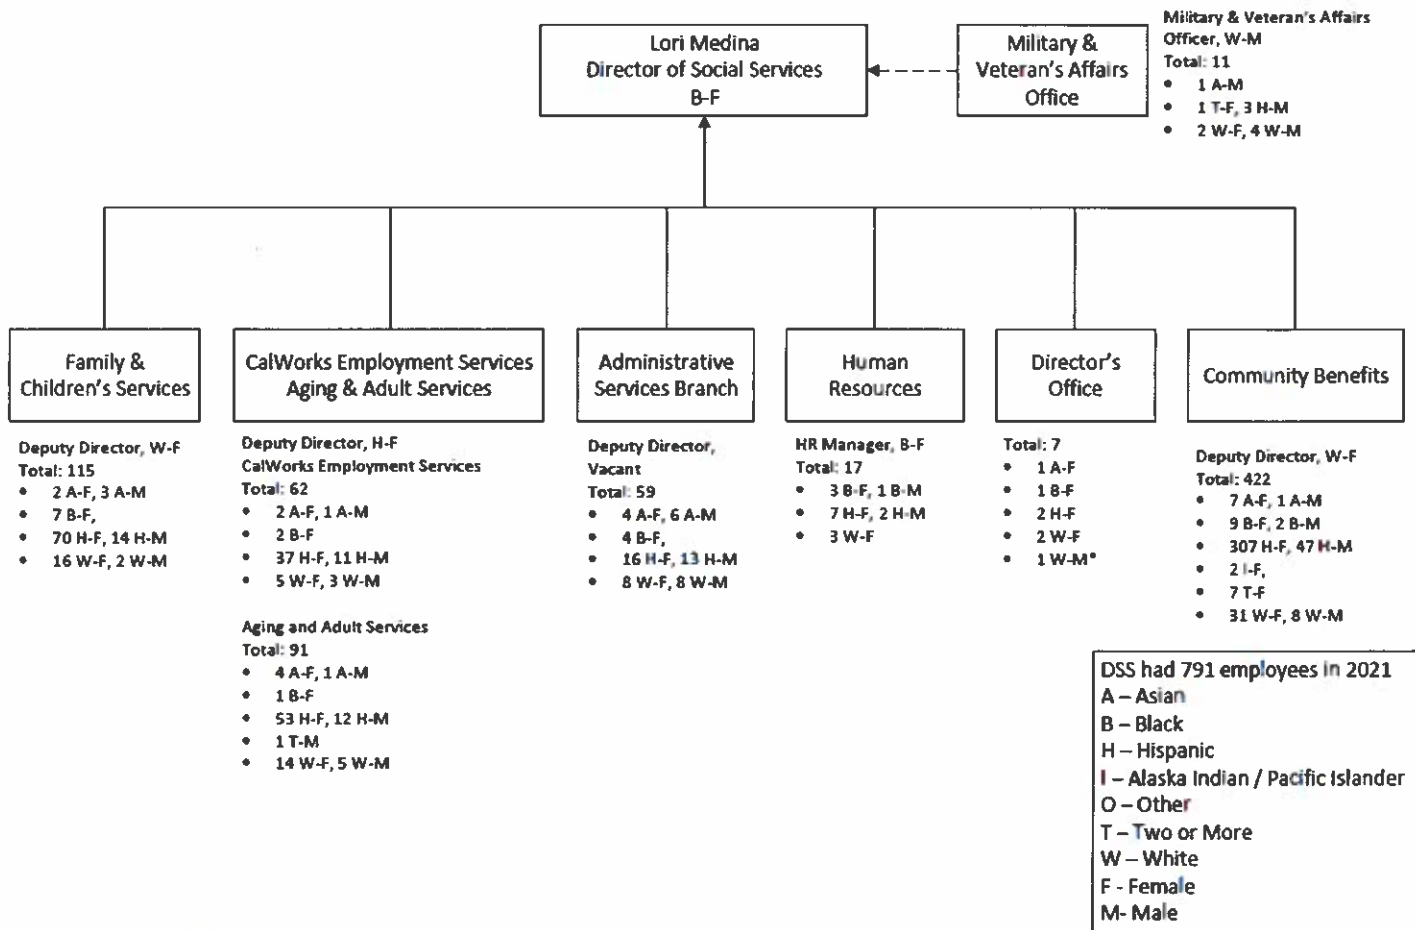 Lori Medina
Director of Social Services
B-F
Military &
Veteran's Affairs
Office
Military & Veteran's Affairs
Officer, W-M
Total: 11
• 1 A-M
• 1 T-F, 3 H-M
• 2 W-F, 4 W-M
Family &
Children's Services
Deputy Director, W-F
Total: 115
• 2 A-F, 3 A-M
• 7 B-F,
• 70 H-F, 14 H-M
• 16 W-F, 2 W-M
CalWorks Employment Services
Aging & Adult Services
Deputy Director, H-F
CalWorks Employment Services
Total: 62
• 2 A-F, 1 A-M
• 2 B-F
• 37 H-F, 11 H-M
• 5 W-F, 3 W-M
Aging and Adult Services
Total: 91
• 4 A-F, 1 A-M
• 1 B-F
• 53 H-F, 12 H-M
• 1 T-M
• 14 W-F, 5 W-M
Administrative
Services Branch
Deputy Director,
Vacant
Total: 59
• 4 A-F, 6 A-M
• 4 B-F,
• 16 H-F, 13 H-M
• 8 W-F, 8 W-M
Human
Resources
HR Manager, B-F
Total: 17
• 3 B-F, 1 B-M
• 7 H-F, 2 H-M
• 3 W-F
Director's
Office
Total: 7
• 1 A-F
• 1 B-F
• 2 H-F
• 2 W-F
• 1 W-M*
Community Benefits
Deputy Director, W-F
Total: 422
• 7 A-F, 1 A-M
• 9 B-F, 2 B-M
• 307 H-F, 47 H-M
• 2 I-F,
• 7 T-F
• 31 W-F, 8 W-M
DSS had 791 employees in 2021
A – Asian
B – Black
H – Hispanic
I – Alaska Indian / Pacific Islander
O – Other
T – Two or More
W – White
F - Female
M- Male